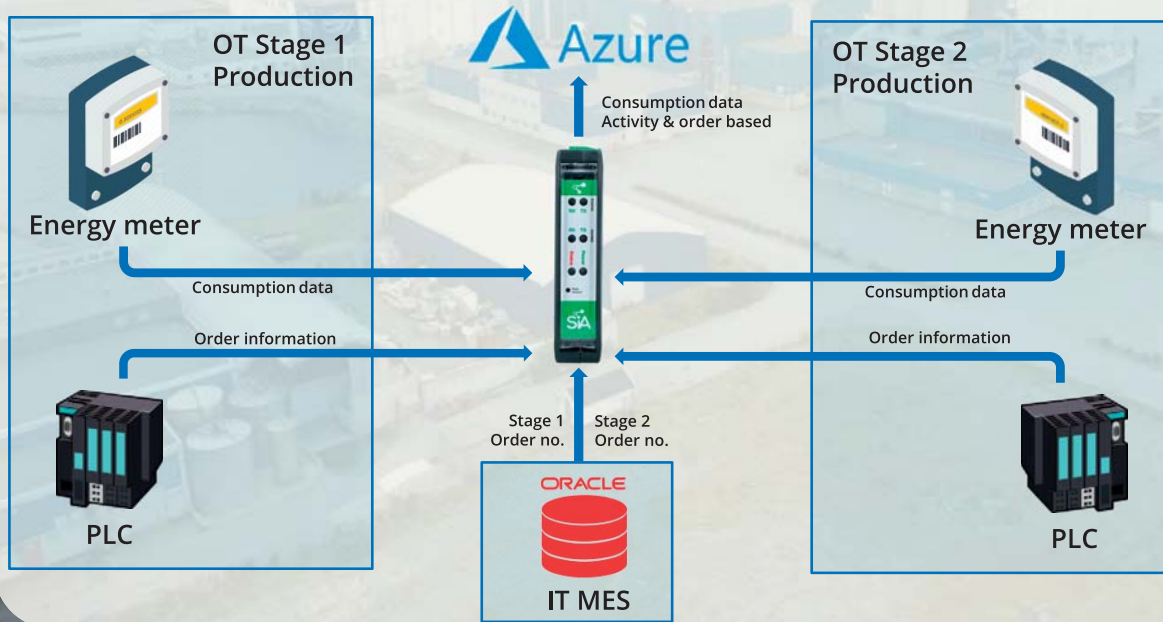 OT Stage 1
Production
Energy meter
Consumption data
Order information
PLC
Azure
Consumption data
Activity & order based
SiA
Stage 1
Order no.
Stage 2
Order no.
ORACLE
IT MES
OT Stage 2
Production
Energy meter
Consumption data
Order information
PLC